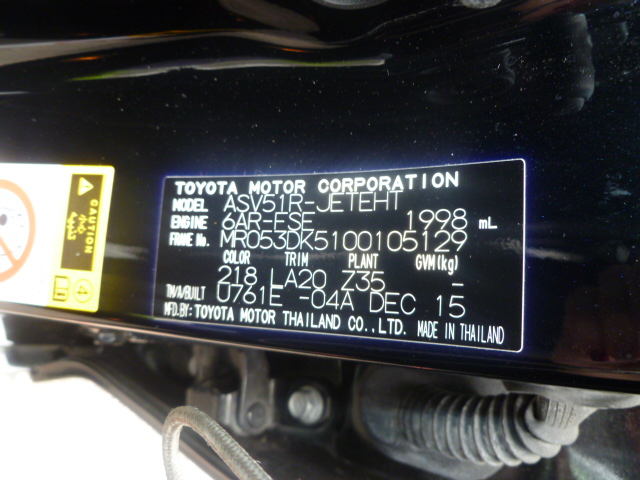 TOYOTA MOTOR CORPORATION
MODEL ASV51R-JETEHT
ENGINE 6AR-FSE 1998 mL
FRAME No. MR053DK5100105129
COLOR TRIM PLANT GVM(kg)
218 LA20 Z35 -
TM/A/BUILT U761E -04A DEC 15
MFD.BY:TOYOTA MOTOR THAILAND CO.,LTD. MADE IN THAILAND
CAUTION